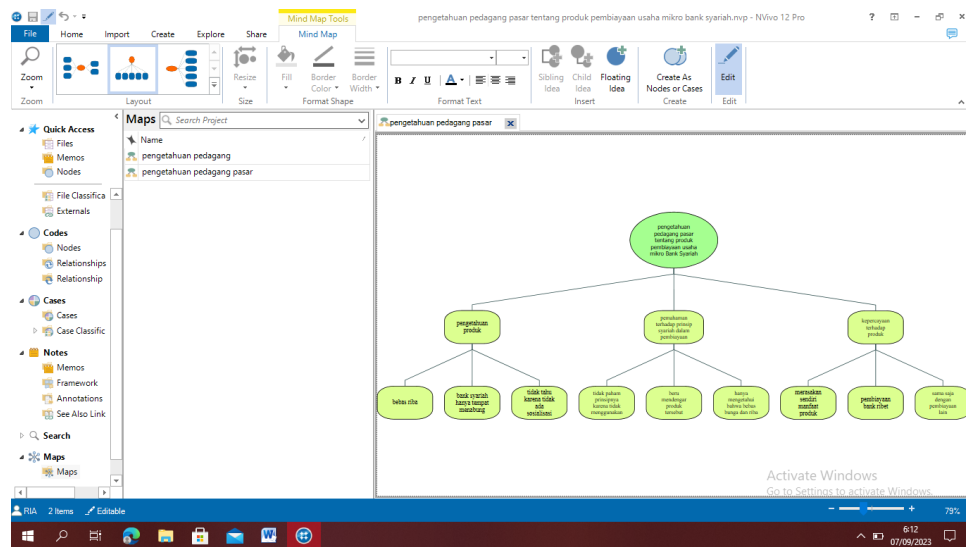 Mind Map Tools
pengetahuan pedagang pasar tentang produk pembiayaan usaha mikro bank syariah.nvp - NVivo 12 Pro
File Home Import Create Explore Share Mind Map
Zoom
Resize
Fill
Border Color
Border Width
B I U A
Sibling Idea
Child Idea
Floating Idea
Create As Nodes or Cases
Edit
Zoom Layout Size Format Shape Format Text Insert Create Edit
Quick Access
Files
Memos
Nodes
File Classifica
Externals
Codes
Nodes
Relationships
Relationship
Cases
Cases
Case Classific
Notes
Memos
Framework
Annotations
See Also Link
Search
Maps
Maps
Maps Search Project
Name
pengetahuan pedagang
pengetahuan pedagang pasar
pengetahuan pedagang pasar
pengetahuan
pedagang pasar
tentang produk
pembiayaan usaha
mikro Bank Syariah
pengetahuan
produk
pemahaman
terhadap prinsip
syariah dalam
pembiayaan
kepercayaan
terhadap
produk
bebas riba
bank syariah
hanya tempat
manabung
tidak tahu
karena tidak
ada
sosialisasi
tidak paham
prinsipnya
karena tidak
menggunakan
baru
mendengar
produk
tersebut
hanya
mengetahui
bahwa bebas
bunga dan riba
merasakan
sendiri
manfaat
produk
pembiayaan
bank ribet
sama saja
dengan
pembiayaan
lain
Activate Windows
Go to Settings to activate Windows.
RIA 2 Items Editable
79%
6:12
07/09/2023